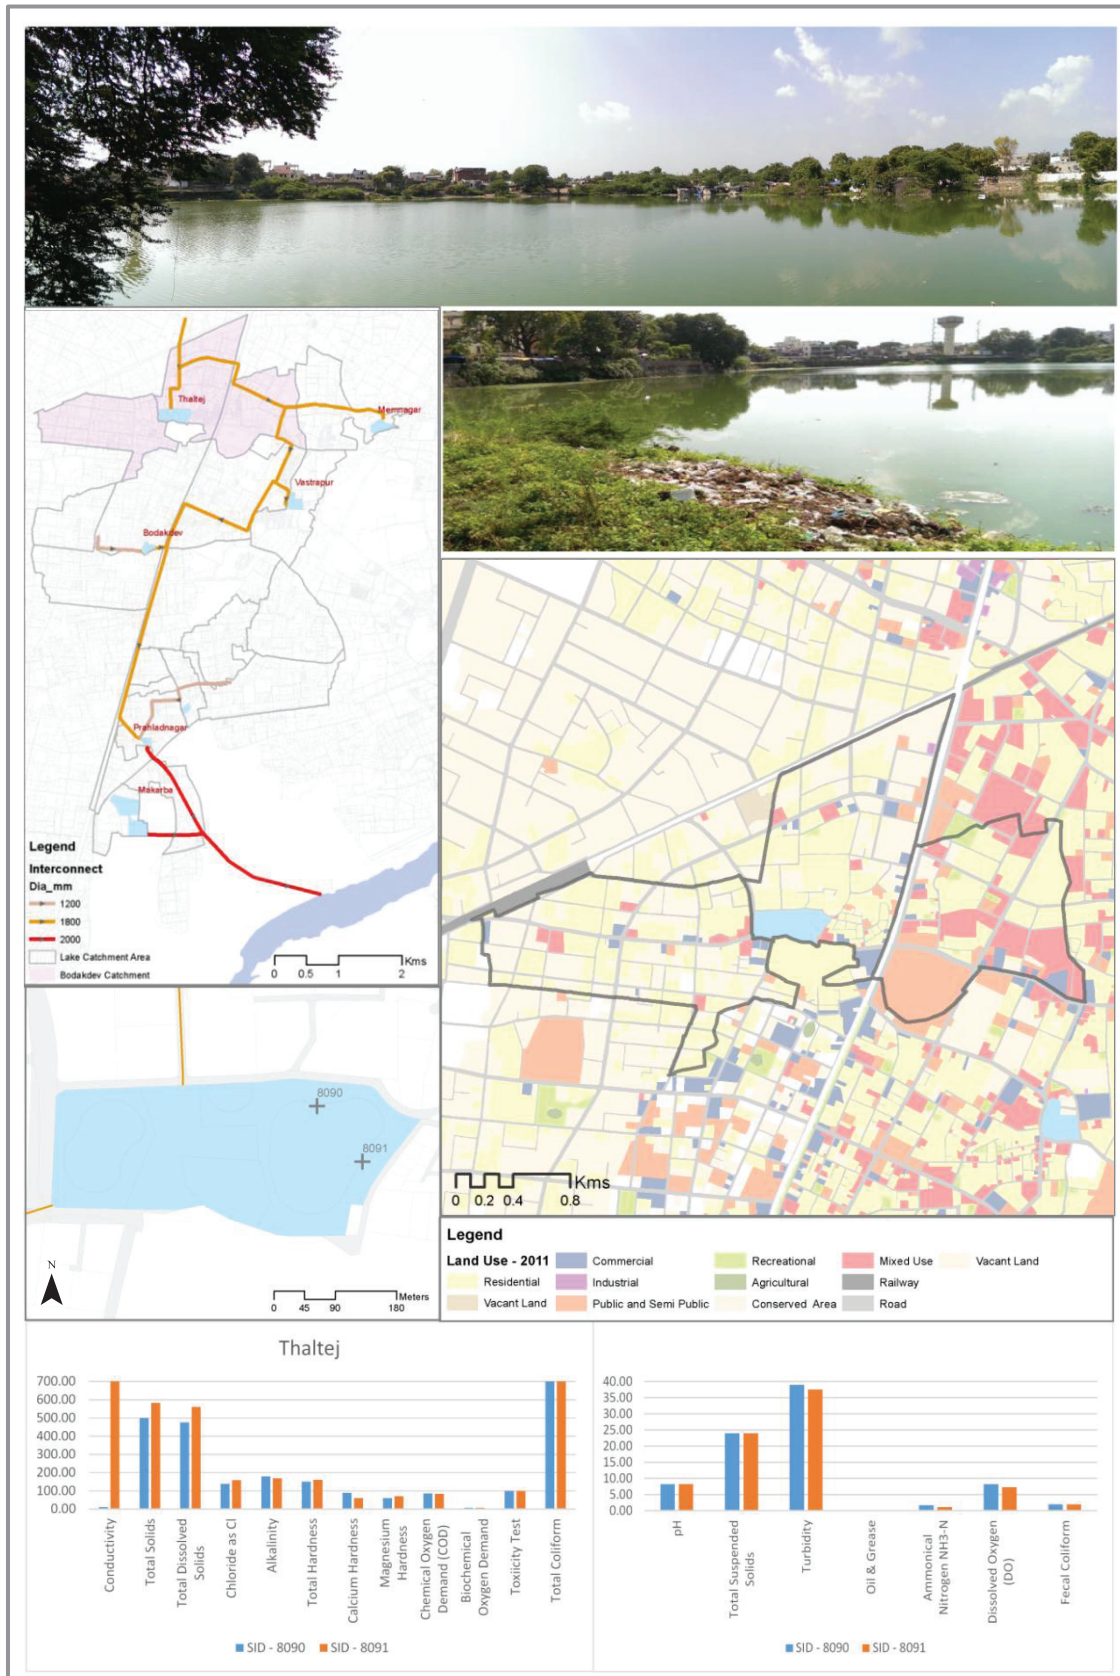 Thaltej
Memnagar
Vastrapur
Bodakdev
Prahladnagar
Makarba
Legend
Interconnect
Dia_mm
1200
1800
2000
Lake Catchment Area
Bodakdev Catchment
0 0.5 1 2 Kms
8090
8091
N
0 45 90 180 Meters
0 0.2 0.4 0.8 Kms
Legend
Land Use - 2011
Residential
Vacant Land
Commercial
Industrial
Public and Semi Public
Recreational
Agricultural
Conserved Area
Mixed Use
Railway
Road
Vacant Land
Thaltej
700.00
600.00
500.00
400.00
300.00
200.00
100.00
0.00
Conductivity
Total Solids
Total Dissolved
Solids
Chloride as Cl
Alkalinity
Total Hardness
Calcium Hardness
Magnesium
Hardness
Chemical Oxygen
Demand (COD)
Biochemical
Oxygen Demand
Toxiicity Test
Total Coliform
SID - 8090 SID - 8091
40.00
35.00
30.00
25.00
20.00
15.00
10.00
5.00
0.00
pH
Total Suspended
Solids
Turbidity
Oil & Grease
Ammonical
Nitrogen NH3-N
Dissolved Oxygen
(DO)
Fecal Coliform
SID - 8090 SID - 8091